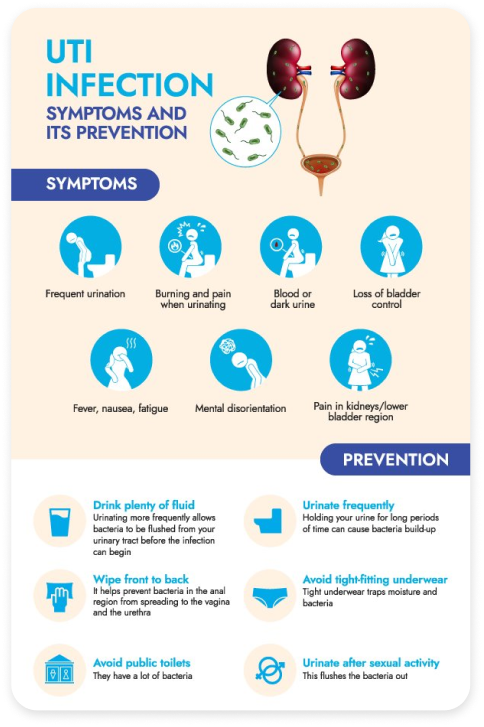 UTI
INFECTION
SYMPTOMS AND
ITS PREVENTION
SYMPTOMS
Frequent urination
Burning and pain
when urinating
Blood or
dark urine
Loss of bladder
control
Fever, nausea, fatigue
Mental disorientation
Pain in kidneys/lower
bladder region
PREVENTION
Drink plenty of fluid
Urinating more frequently allows
bacteria to be flushed from your
urinary tract before the infection
can begin
Urinate frequently
Holding your urine for long periods
of time can cause bacteria build-up
Wipe front to back
It helps prevent bacteria in the anal
region from spreading to the vagina
and the urethra
Avoid tight-fitting underwear
Tight underwear traps moisture and
bacteria
Avoid public toilets
They have a lot of bacteria
Urinate after sexual activity
This flushes the bacteria out